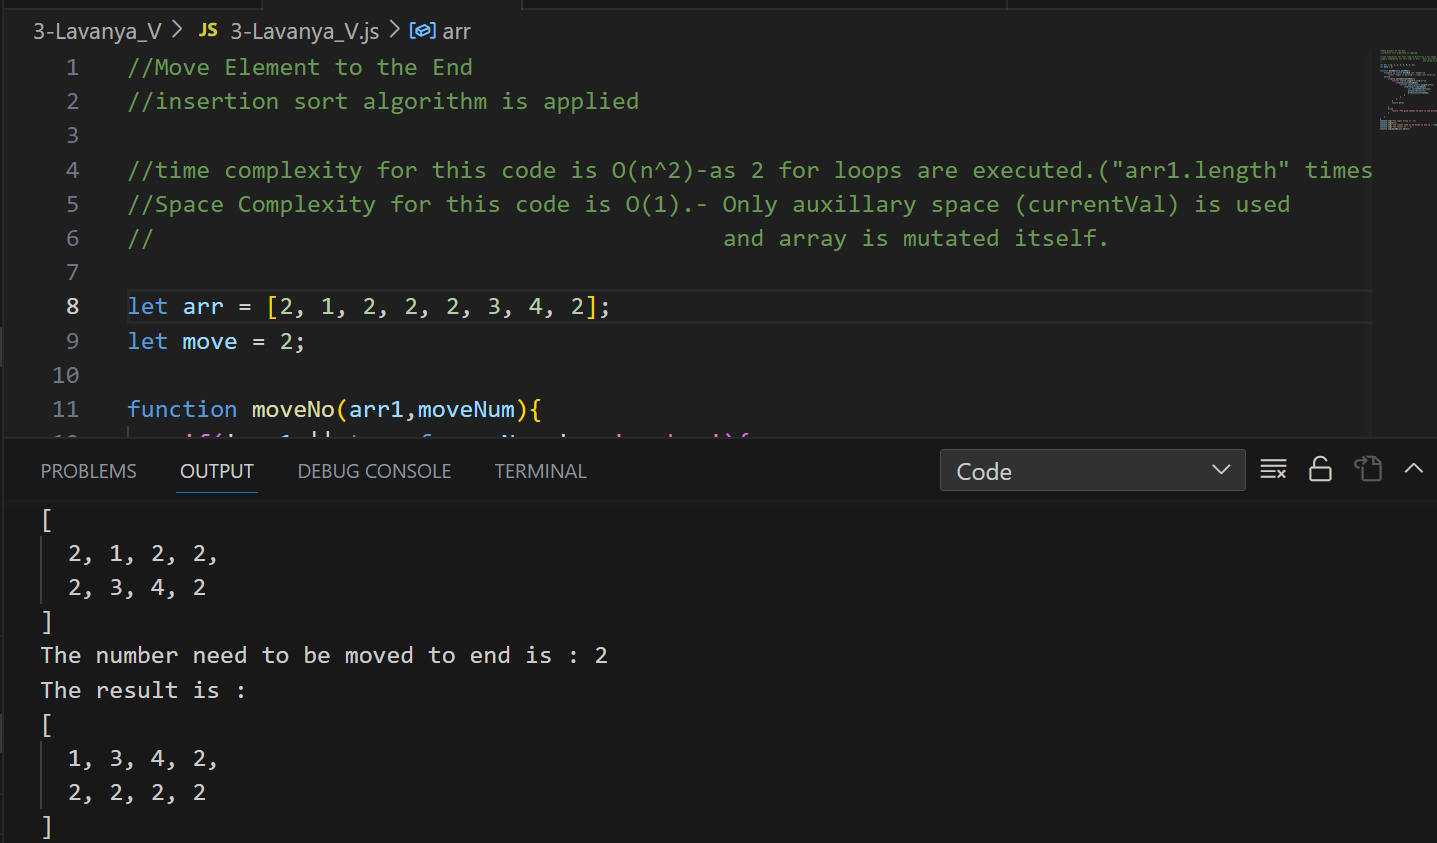 3-Lavanya_V > JS 3-Lavanya_V.js > arr
1 //Move Element to the End
2 //insertion sort algorithm is applied
3
4 //time complexity for this code is O(n^2)-as 2 for loops are executed.("arr1.length" times
5 //Space Complexity for this code is O(1).- Only auxillary space (currentVal) is used
6 // and array is mutated itself.
7
8 let arr = [2, 1, 2, 2, 2, 3, 4, 2];
9 let move = 2;
10
11 function moveNo(arr1,moveNum){
PROBLEMS OUTPUT DEBUG CONSOLE TERMINAL Code
[
2, 1, 2, 2,
2, 3, 4, 2
]
The number need to be moved to end is : 2
The result is :
[
1, 3, 4, 2,
2, 2, 2, 2
]